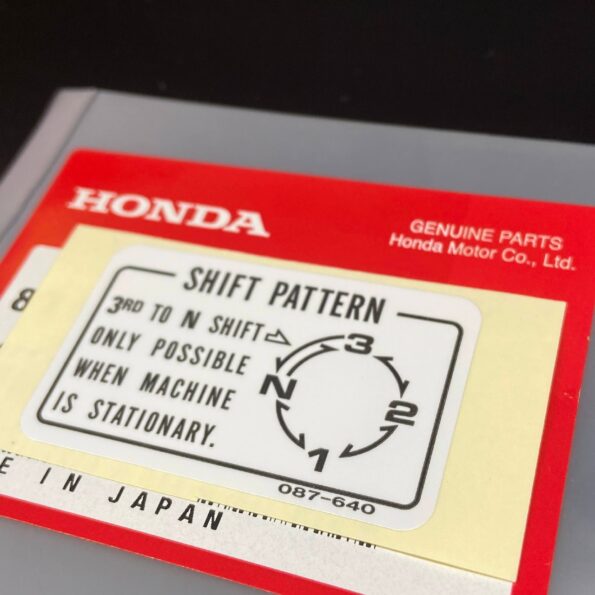 HONDA
GENUINE PARTS
Honda Motor Co., Ltd.
8
SHIFT PATTERN
3RD TO N SHIFT
ONLY POSSIBLE
WHEN MACHINE
IS STATIONARY.
3
N
2
1
087-640
E IN JAPAN